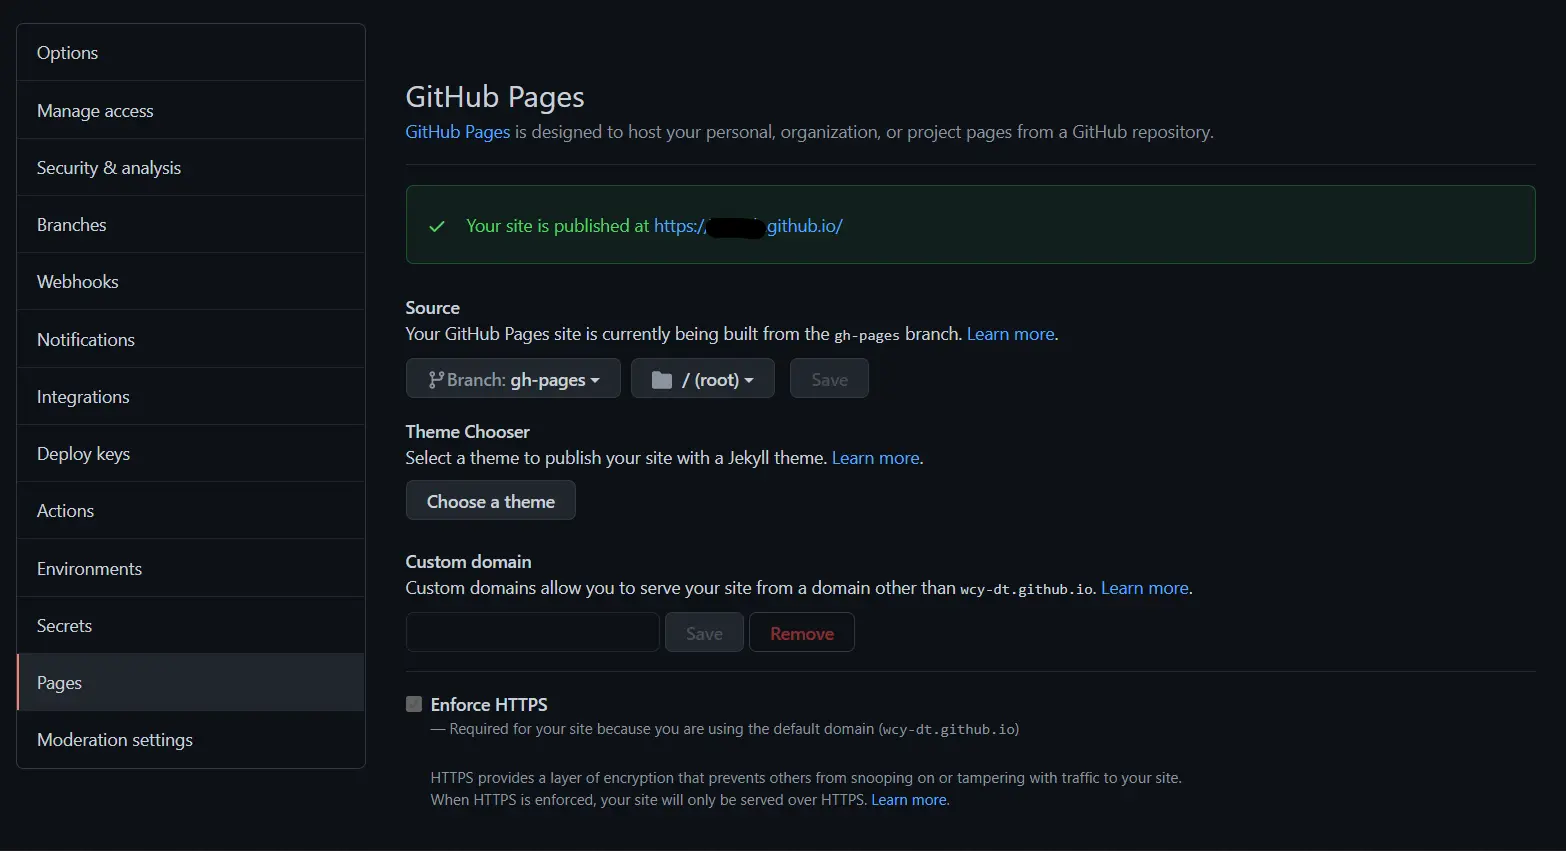 Options
Manage access
Security & analysis
Branches
Webhooks
Notifications
Integrations
Deploy keys
Actions
Environments
Secrets
Pages
Moderation settings
GitHub Pages
GitHub Pages is designed to host your personal, organization, or project pages from a GitHub repository.
Your site is published at https:// github.io/
Source
Your GitHub Pages site is currently being built from the gh-pages branch. Learn more.
Branch: gh-pages / (root) Save
Theme Chooser
Select a theme to publish your site with a Jekyll theme. Learn more.
Choose a theme
Custom domain
Custom domains allow you to serve your site from a domain other than wcy-dt.github.io. Learn more.
Save Remove
Enforce HTTPS
— Required for your site because you are using the default domain (wcy-dt.github.io)
HTTPS provides a layer of encryption that prevents others from snooping on or tampering with traffic to your site.
When HTTPS is enforced, your site will only be served over HTTPS. Learn more.